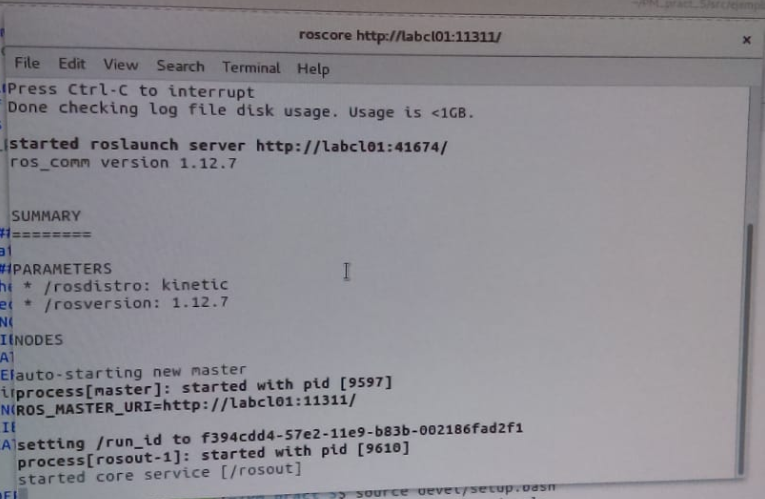 roscore http://labcl01:11311/
File Edit View Search Terminal Help
Press Ctrl-C to interrupt
Done checking log file disk usage. Usage is <1GB.
started roslaunch server http://labcl01:41674/
ros_comm version 1.12.7
SUMMARY
========
PARAMETERS
* /rosdistro: kinetic
* /rosversion: 1.12.7
NODES
auto-starting new master
process[master]: started with pid [9597]
ROS_MASTER_URI=http://labcl01:11311/
setting /run_id to f394cdd4-57e2-11e9-b83b-002186fad2f1
process[rosout-1]: started with pid [9610]
started core service [/rosout]
source devel/setup.bash